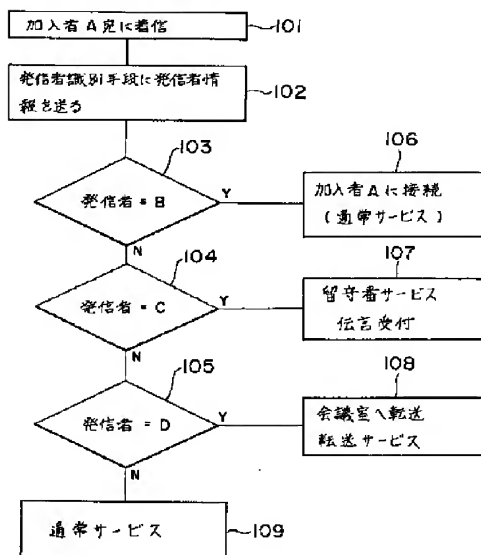 加入者A宛に着信
101
発信者識別手段に発信者情
報を送る
102
103
発信者=B
Y
N
106
加入者Aに接続
(通常サービス)
104
発信者=C
Y
N
107
留守番サービス
伝言受付
105
発信者=D
Y
N
108
会議室へ転送
転送サービス
通常サービス
109